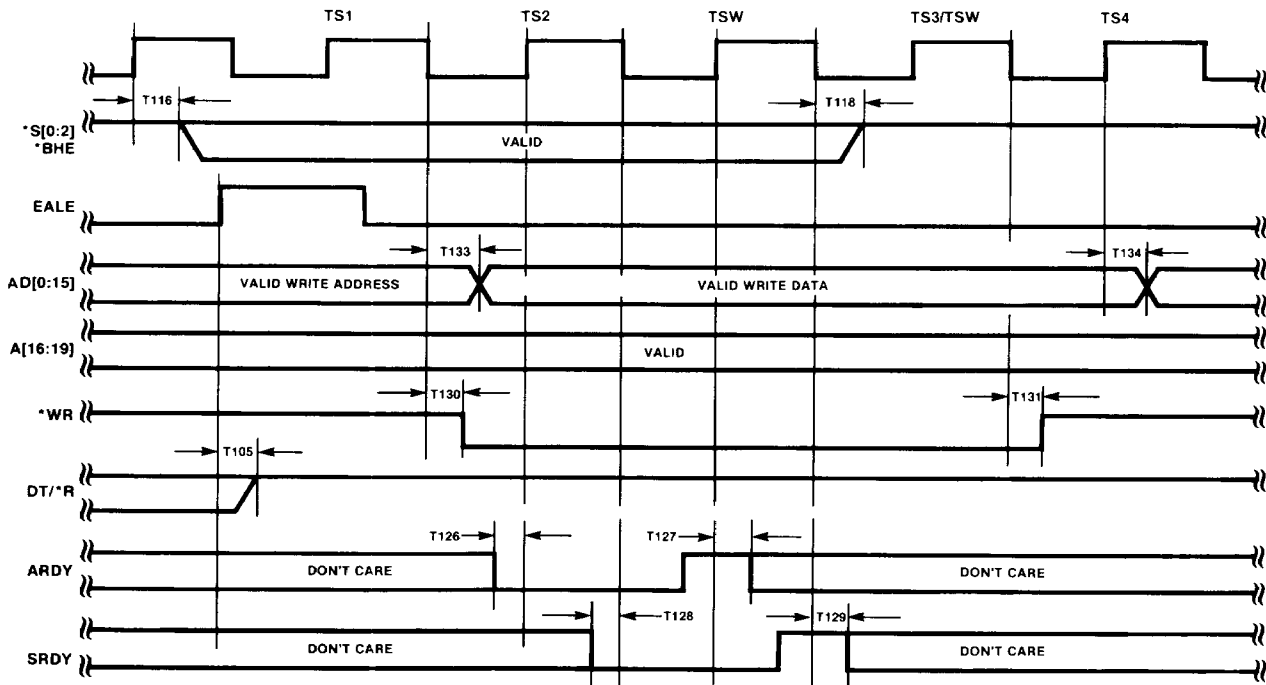 TS1 TS2 TSW TS3/TSW TS4
T116 T118
*S[0:2]
*BHE
VALID
EALE
T133 T134
AD[0:15] VALID WRITE ADDRESS VALID WRITE DATA
A[16:19] VALID
T130 T131
*WR
T105
DT/*R
T126 T127
ARDY DON'T CARE DON'T CARE
T128 T129
SRDY DON'T CARE DON'T CARE